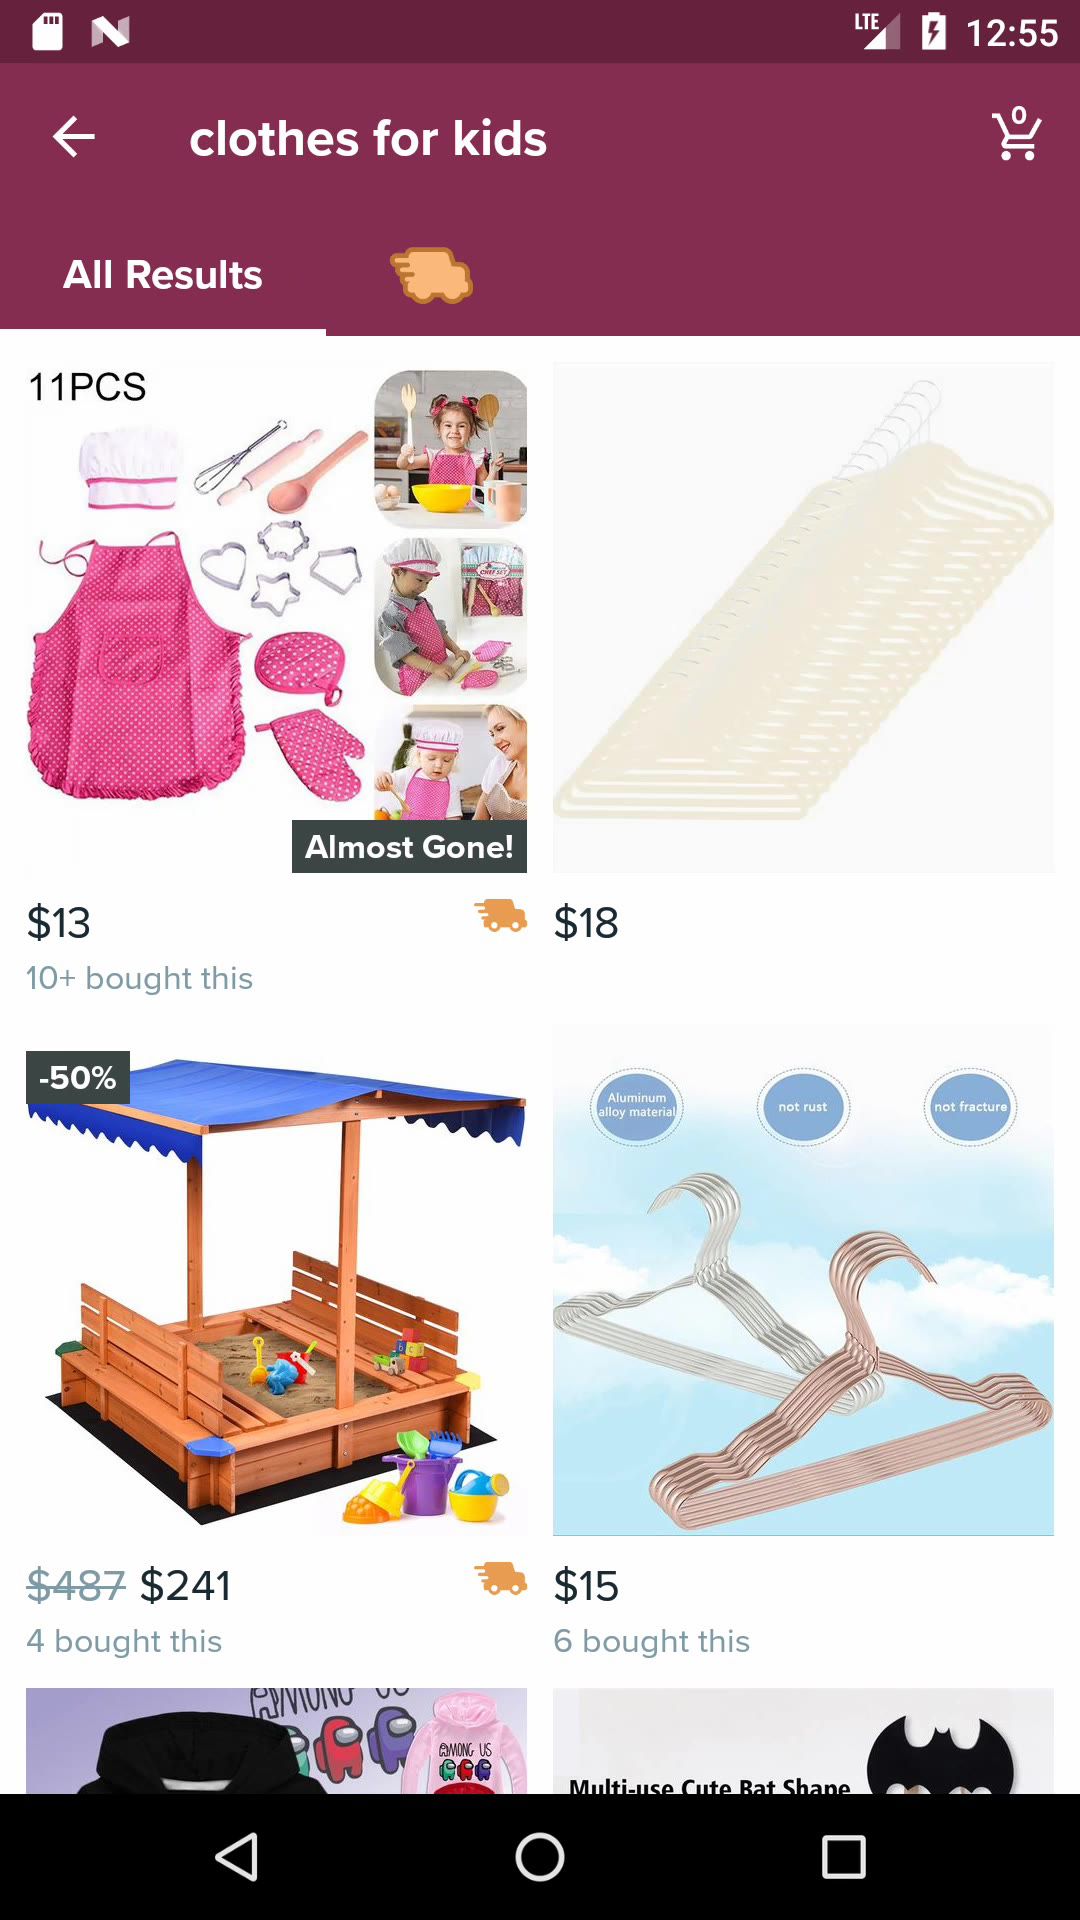 LTE
12:55
clothes for kids
0
All Results
11PCS
CHEF SET
Almost Gone!
$13
$18
10+ bought this
-50%
Aluminum
alloy material
not rust
not fracture
$487 $241
$15
4 bought this
6 bought this
AMONG US
AMONG US
Multi-use Cute Bat Shape